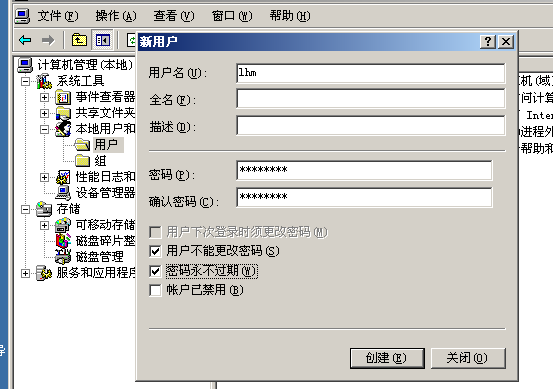 文件(F) 操作(A) 查看(V) 窗口(W) 帮助(H)
新用户
计算机管理(本地)
系统工具
事件查看器
共享文件夹
本地用户和
用户
组
性能日志和
设备管理器
存储
可移动存储
磁盘碎片整
磁盘管理
服务和应用程序
用户名(U):
lhm
全名(F):
描述(D):
密码(P):
********
确认密码(C):
********
用户下次登录时须更改密码(M)
用户不能更改密码(S)
密码永不过期(W)
帐户已禁用(B)
创建(E)
关闭(O)
算机(域)
问计算
Inter
进程外
帮助和
导